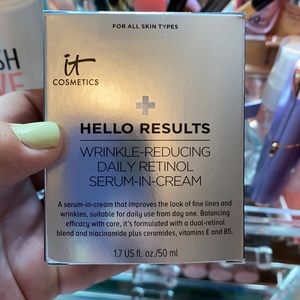 FOR ALL SKIN TYPES
it
COSMETICS
HELLO RESULTS
WRINKLE-REDUCING
DAILY RETINOL
SERUM-IN-CREAM
A serum-in-cream that improves the look of fine lines and
wrinkles, suitable for daily use from day one. Balancing
efficacy with care, it's formulated with a dual-retinol
blend and niacinamide plus ceramides, vitamins E and B5.
1.7 US fl. oz./50 ml